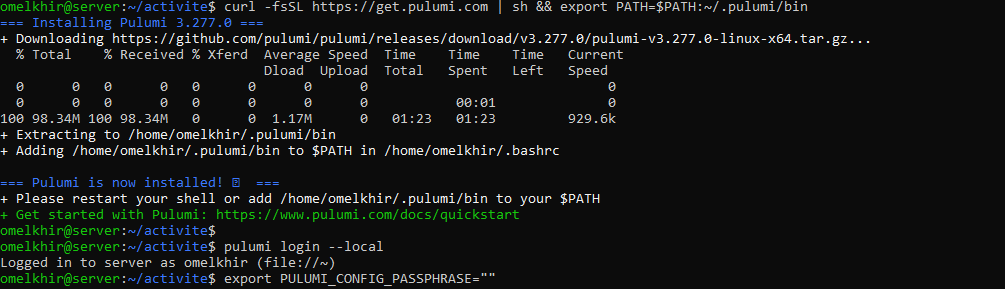 omelkhir@server:~/activite$ curl -fsSL https://get.pulumi.com | sh && export PATH=$PATH:~/.pulumi/bin
=== Installing Pulumi 3.277.0 ===
+ Downloading https://github.com/pulumi/pulumi/releases/download/v3.277.0/pulumi-v3.277.0-linux-x64.tar.gz...
  % Total    % Received % Xferd  Average Speed  Time    Time    Time   Current
                                 Dload  Upload  Total   Spent   Left   Speed
  0      0   0      0   0      0      0      0                              0
  0      0   0      0   0      0      0      0           00:01              0
100 98.34M 100 98.34M   0      0  1.17M      0   01:23   01:23         929.6k
+ Extracting to /home/omelkhir/.pulumi/bin
+ Adding /home/omelkhir/.pulumi/bin to $PATH in /home/omelkhir/.bashrc
=== Pulumi is now installed! ===
+ Please restart your shell or add /home/omelkhir/.pulumi/bin to your $PATH
+ Get started with Pulumi: https://www.pulumi.com/docs/quickstart
omelkhir@server:~/activite$
omelkhir@server:~/activite$ pulumi login --local
Logged in to server as omelkhir (file://~)
omelkhir@server:~/activite$ export PULUMI_CONFIG_PASSPHRASE=""